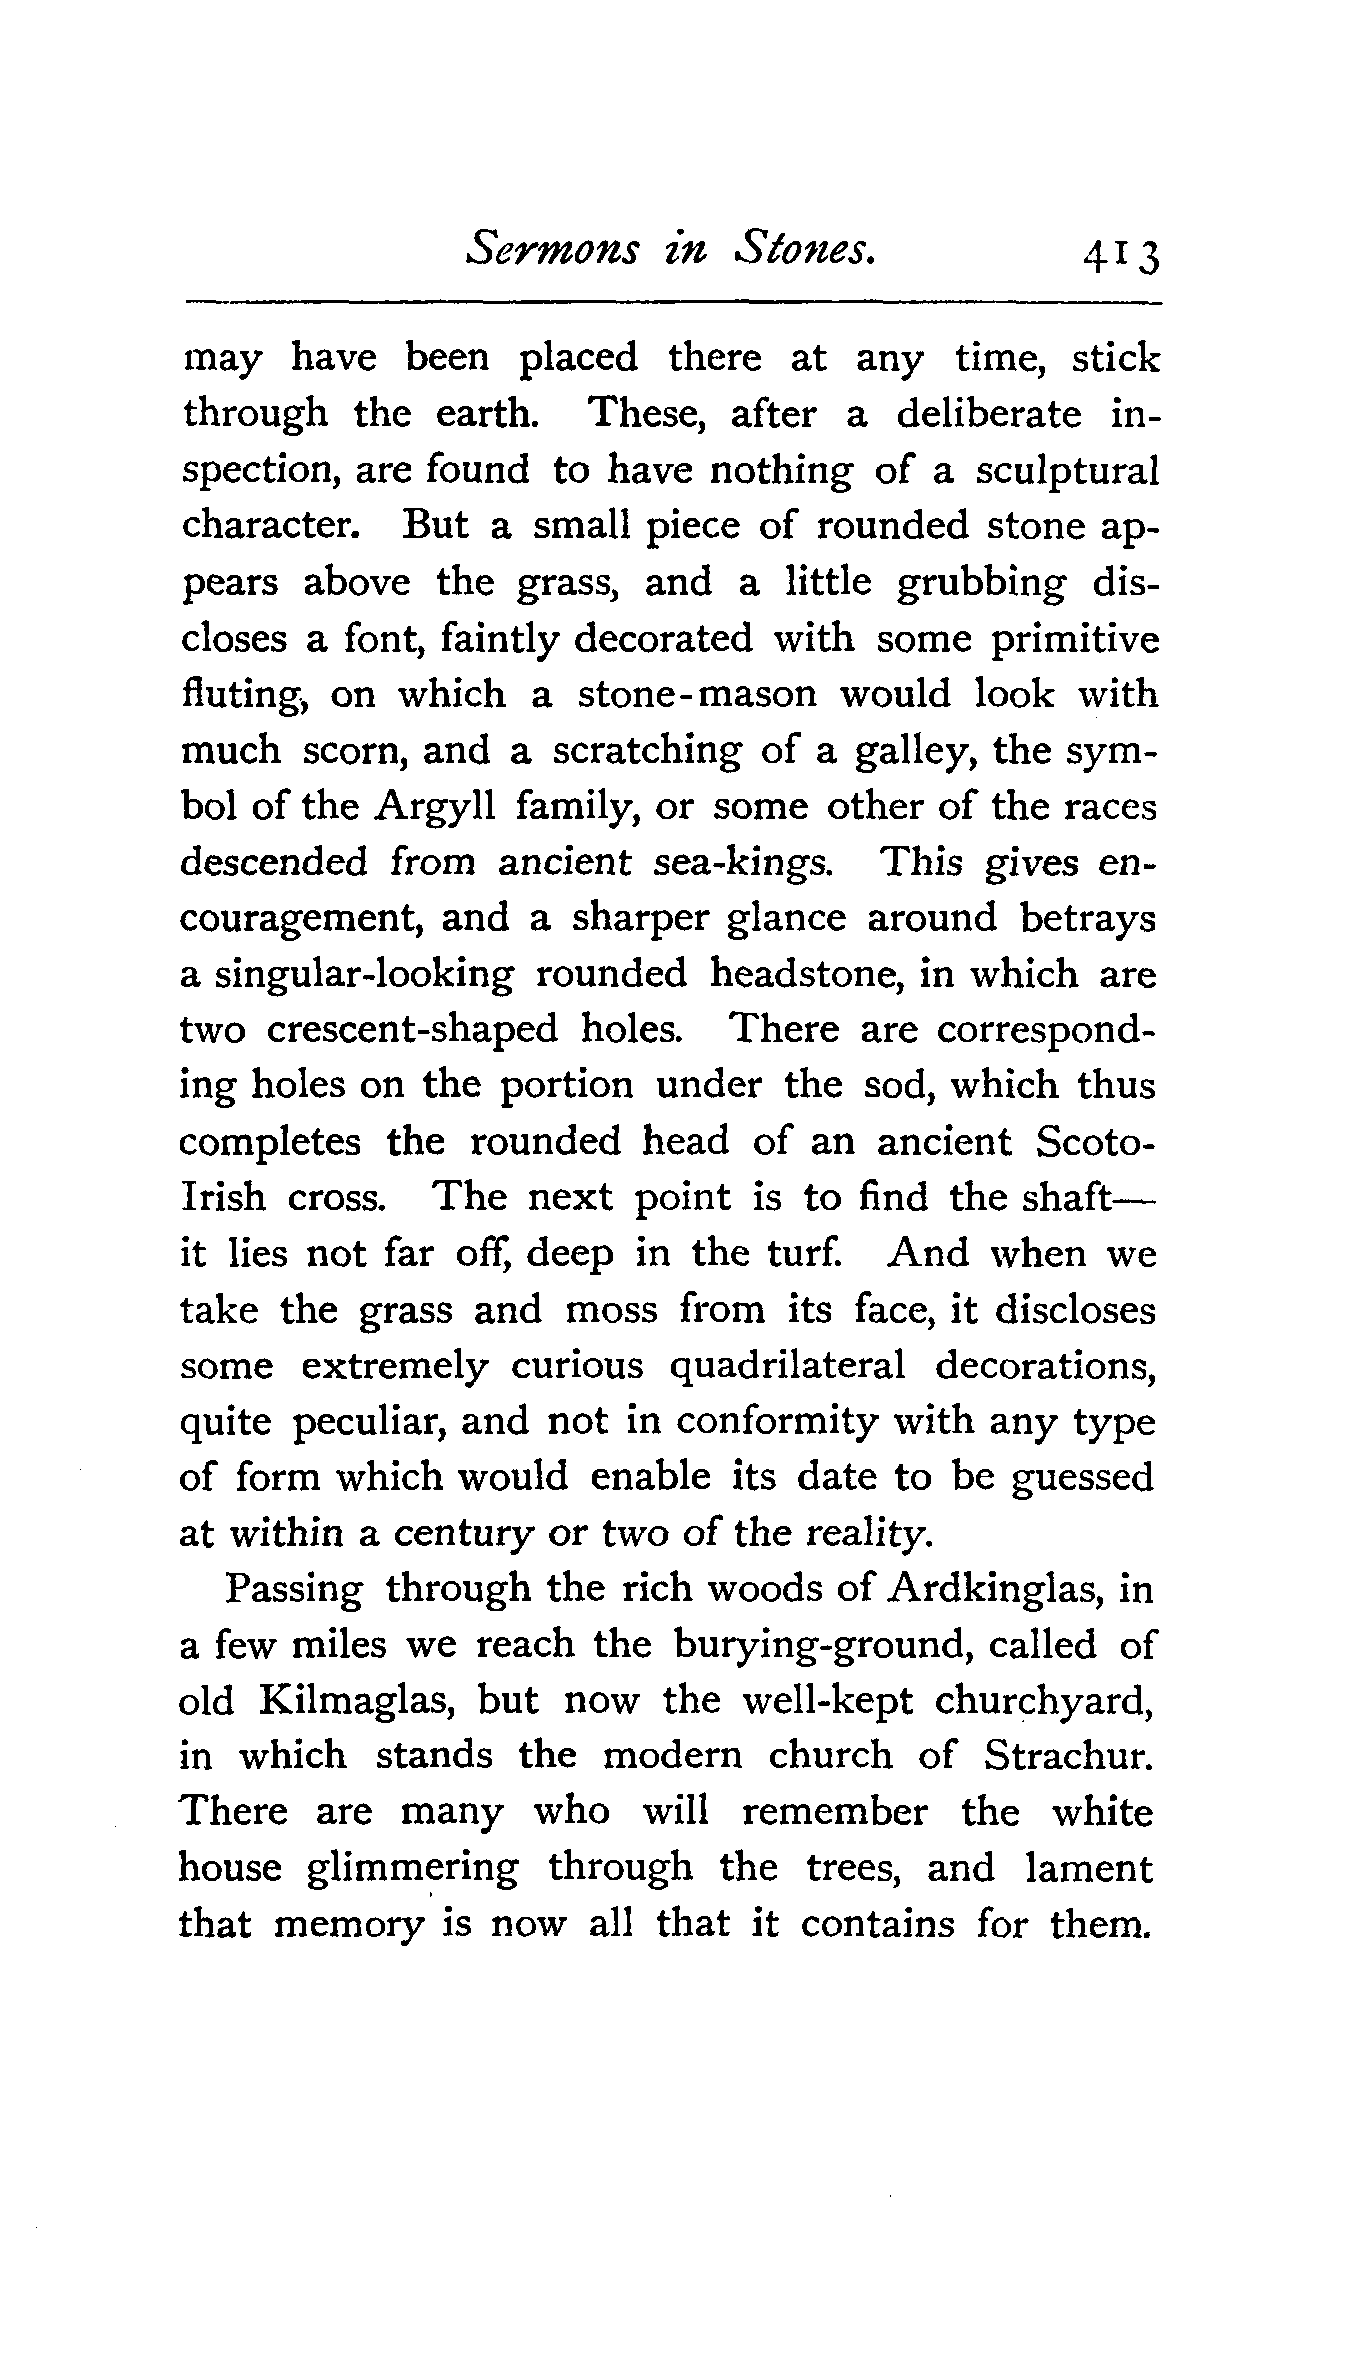 Sermons in Stones. 413
may have been placed there at any time, stick
through the earth. These, after a deliberate in-
spection, are found to have nothing of a sculptural
character. But a small piece of rounded stone ap-
pears above the grass, and a little grubbing dis-
closes a font, faintly decorated with some primitive
fluting, on which a stone-mason would look with
much scorn, and a scratching of a galley, the sym-
bol of the Argyll family, or some other of the races
descended from ancient sea-kings. This gives en-
couragement, and a sharper glance around betrays
a singular-looking rounded headstone, in which are
two crescent-shaped holes. There are correspond-
ing holes on the portion under the sod, which thus
completes the rounded head of an ancient Scoto-
Irish cross. The next point is to find the shaft—
it lies not far off, deep in the turf. And when we
take the grass and moss from its face, it discloses
some extremely curious quadrilateral decorations,
quite peculiar, and not in conformity with any type
of form which would enable its date to be guessed
at within a century or two of the reality.
Passing through the rich woods of Ardkinglas, in
a few miles we reach the burying-ground, called of
old Kilmaglas, but now the well-kept churchyard,
in which stands the modern church of Strachur.
There are many who will remember the white
house glimmering through the trees, and lament
that memory is now all that it contains for them.